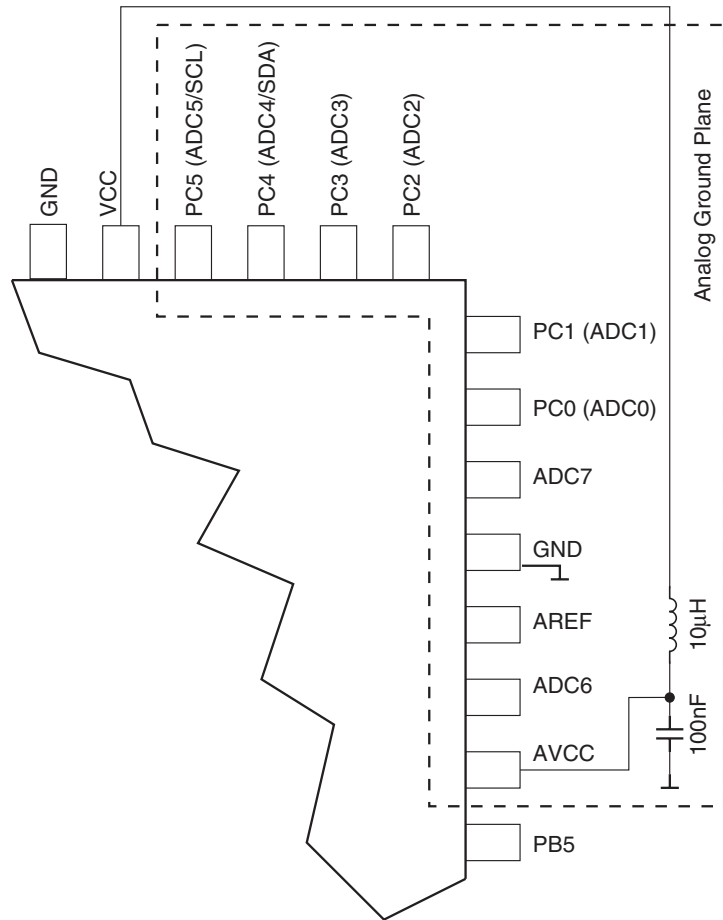 GND
VCC
PC5 (ADC5/SCL)
PC4 (ADC4/SDA)
PC3 (ADC3)
PC2 (ADC2)
Analog Ground Plane
PC1 (ADC1)
PC0 (ADC0)
ADC7
GND
AREF
ADC6
AVCC
PB5
10µH
100nF